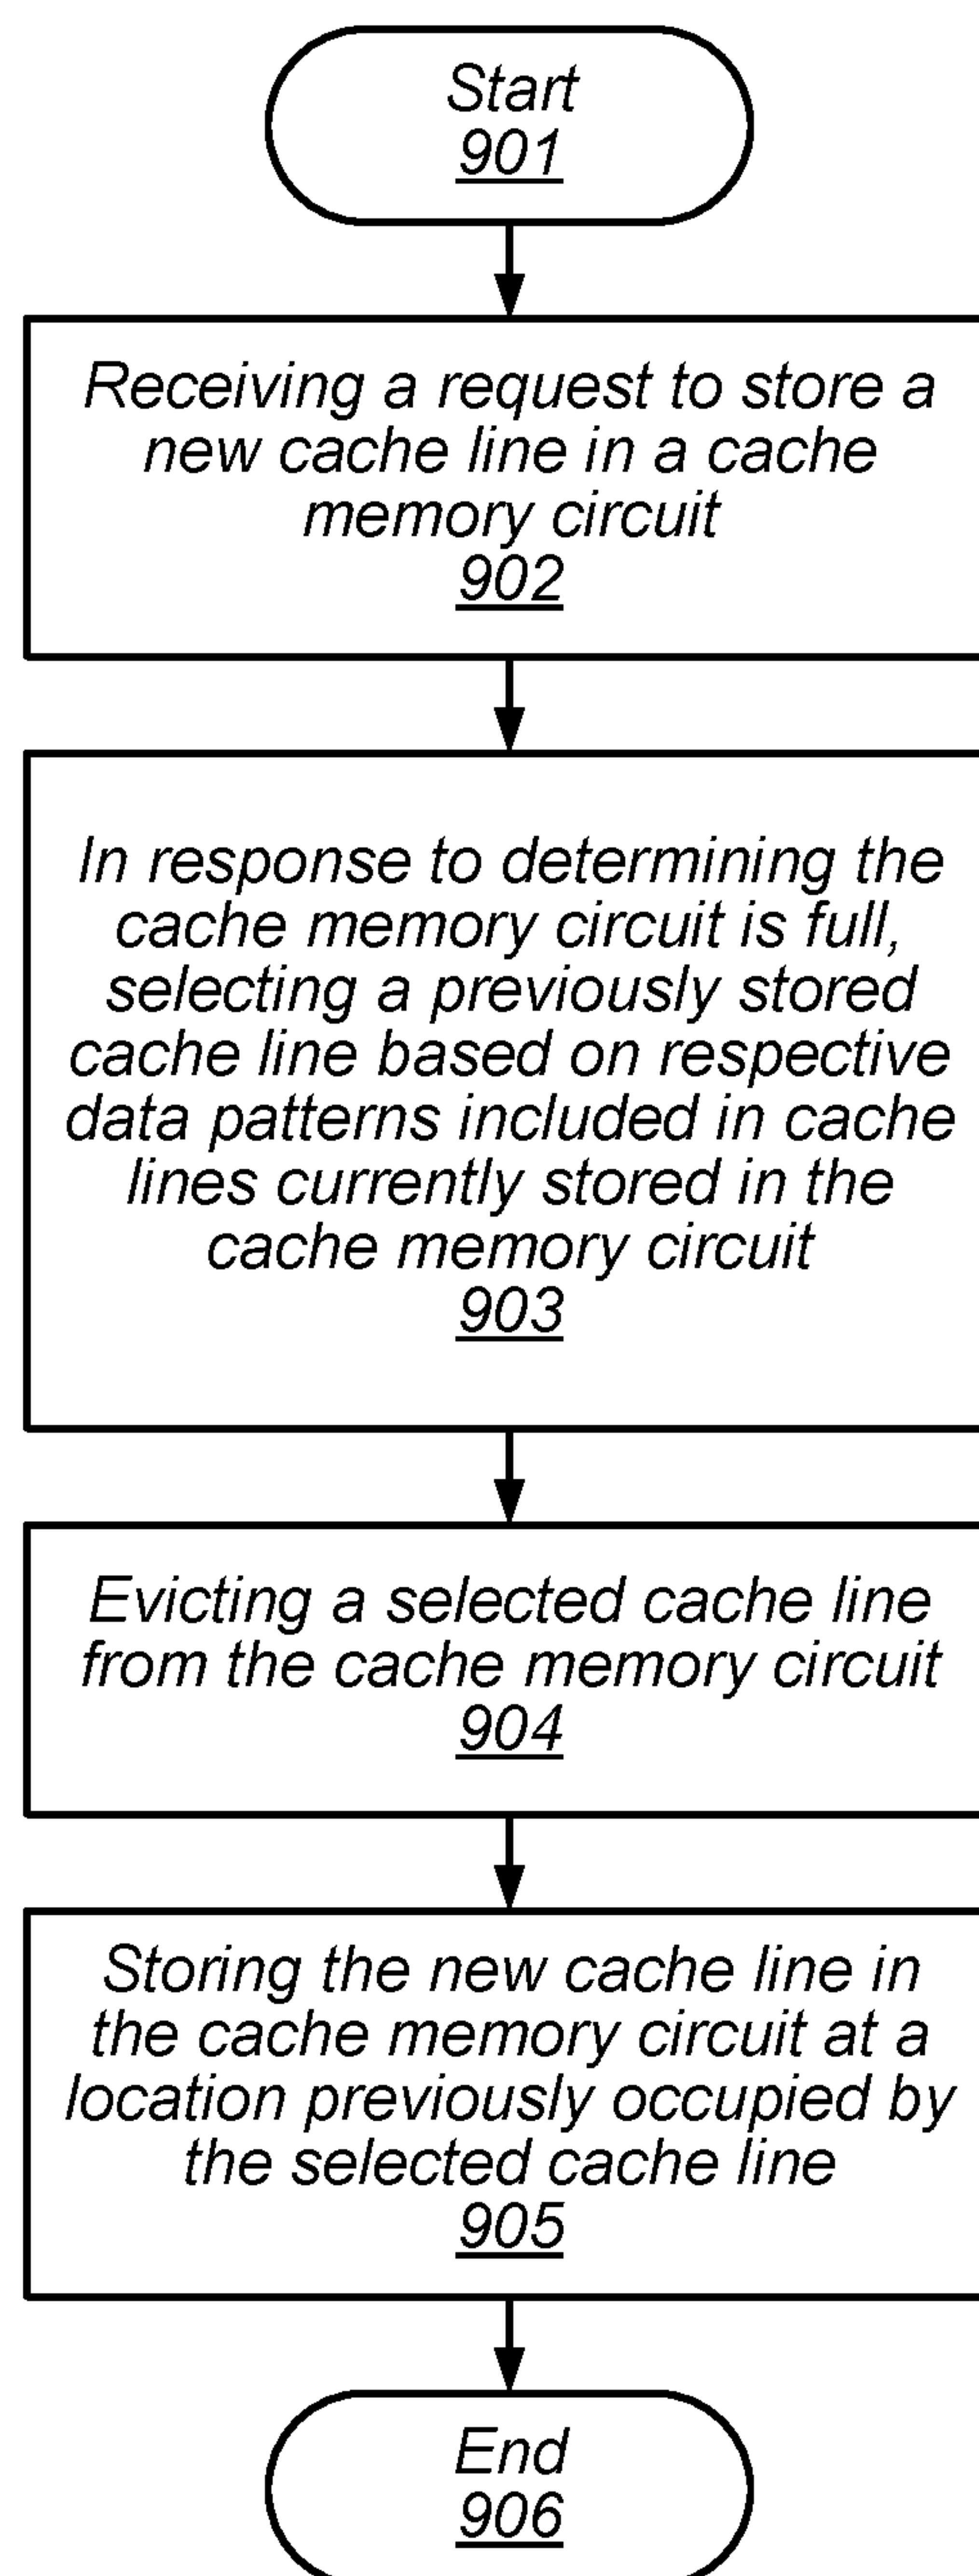 Start
901
Receiving a request to store a
new cache line in a cache
memory circuit
902
In response to determining the
cache memory circuit is full,
selecting a previously stored
cache line based on respective
data patterns included in cache
lines currently stored in the
cache memory circuit
903
Evicting a selected cache line
from the cache memory circuit
904
Storing the new cache line in
the cache memory circuit at a
location previously occupied by
the selected cache line
905
End
906